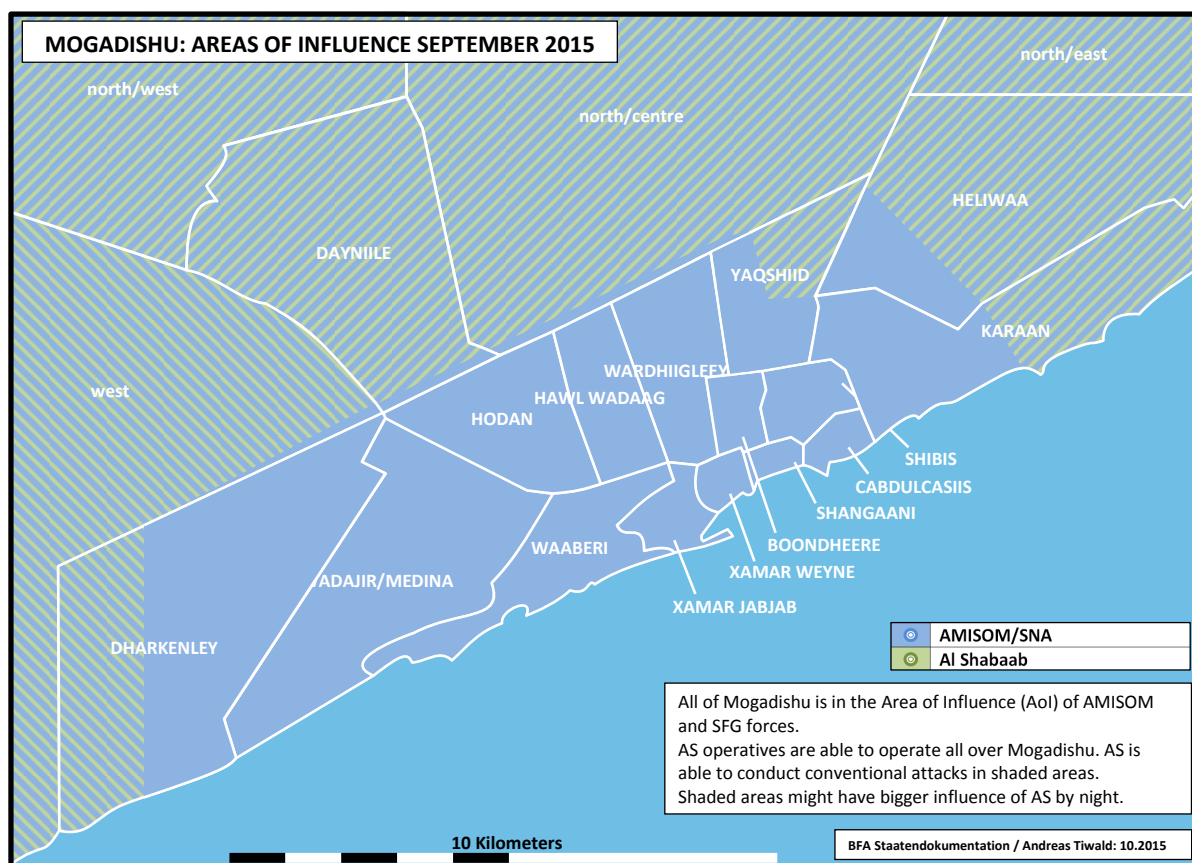 MOGADISHU: AREAS OF INFLUENCE SEPTEMBER 2015
north/west
north/centre
north/east
HELIWAA
DAYNIILE
YAQSHIID
KARAAN
west
WARDHIIGLEEY
HAWL WADAAG
HODAN
SHIBIS
CABDULCASIIS
SHANGAANI
BOONDHEERE
WAABERI
XAMAR WEYNE
ADAJIR/MEDINA
XAMAR JABJAB
DHARKENLEY
AMISOM/SNA
Al Shabaab
All of Mogadishu is in the Area of Influence (AoI) of AMISOM
and SFG forces.
AS operatives are able to operate all over Mogadishu. AS is
able to conduct conventional attacks in shaded areas.
Shaded areas might have bigger influence of AS by night.
10 Kilometers
BFA Staatendokumentation / Andreas Tiwald: 10.2015